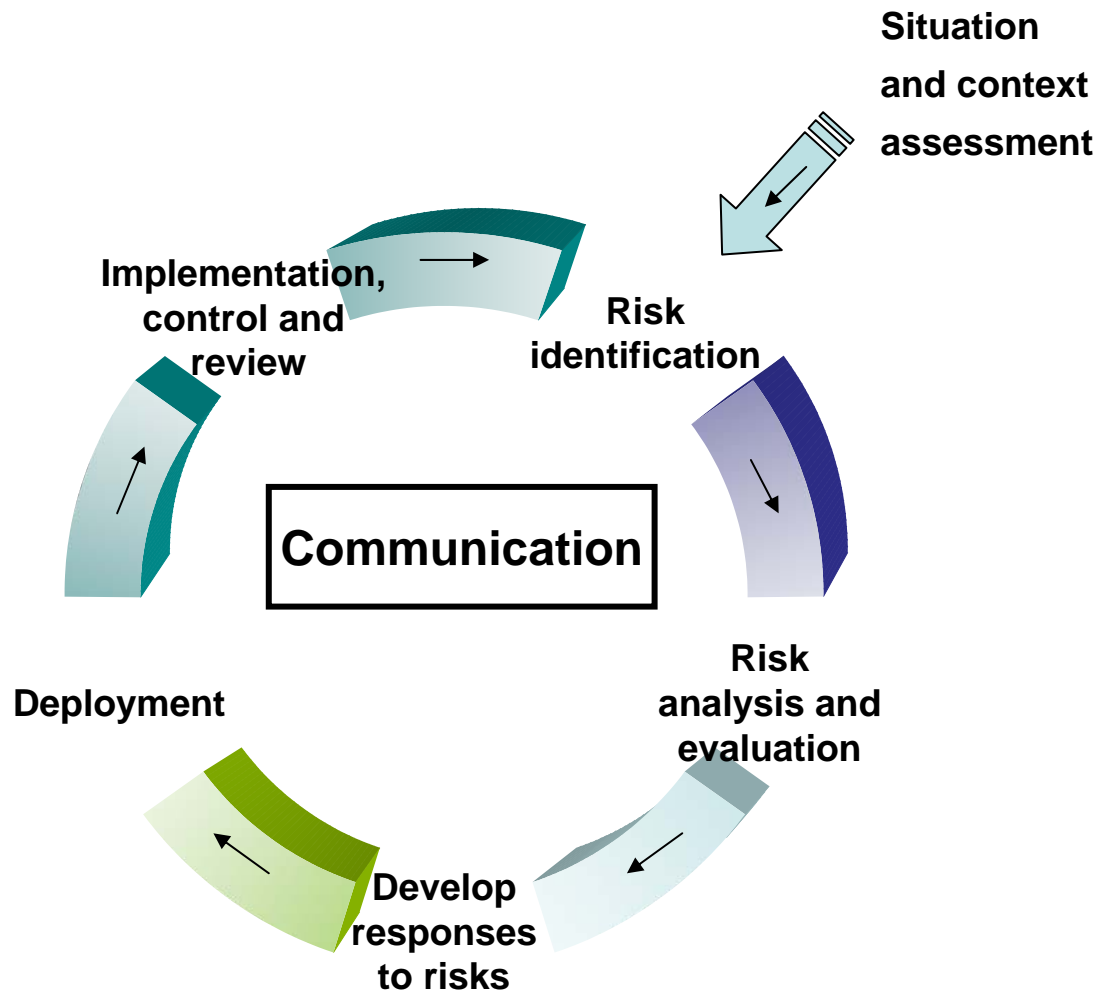 Situation
and context
assessment
Implementation,
control and
review
Risk
identification
Communication
Risk
analysis and
evaluation
Deployment
Develop
responses
to risks